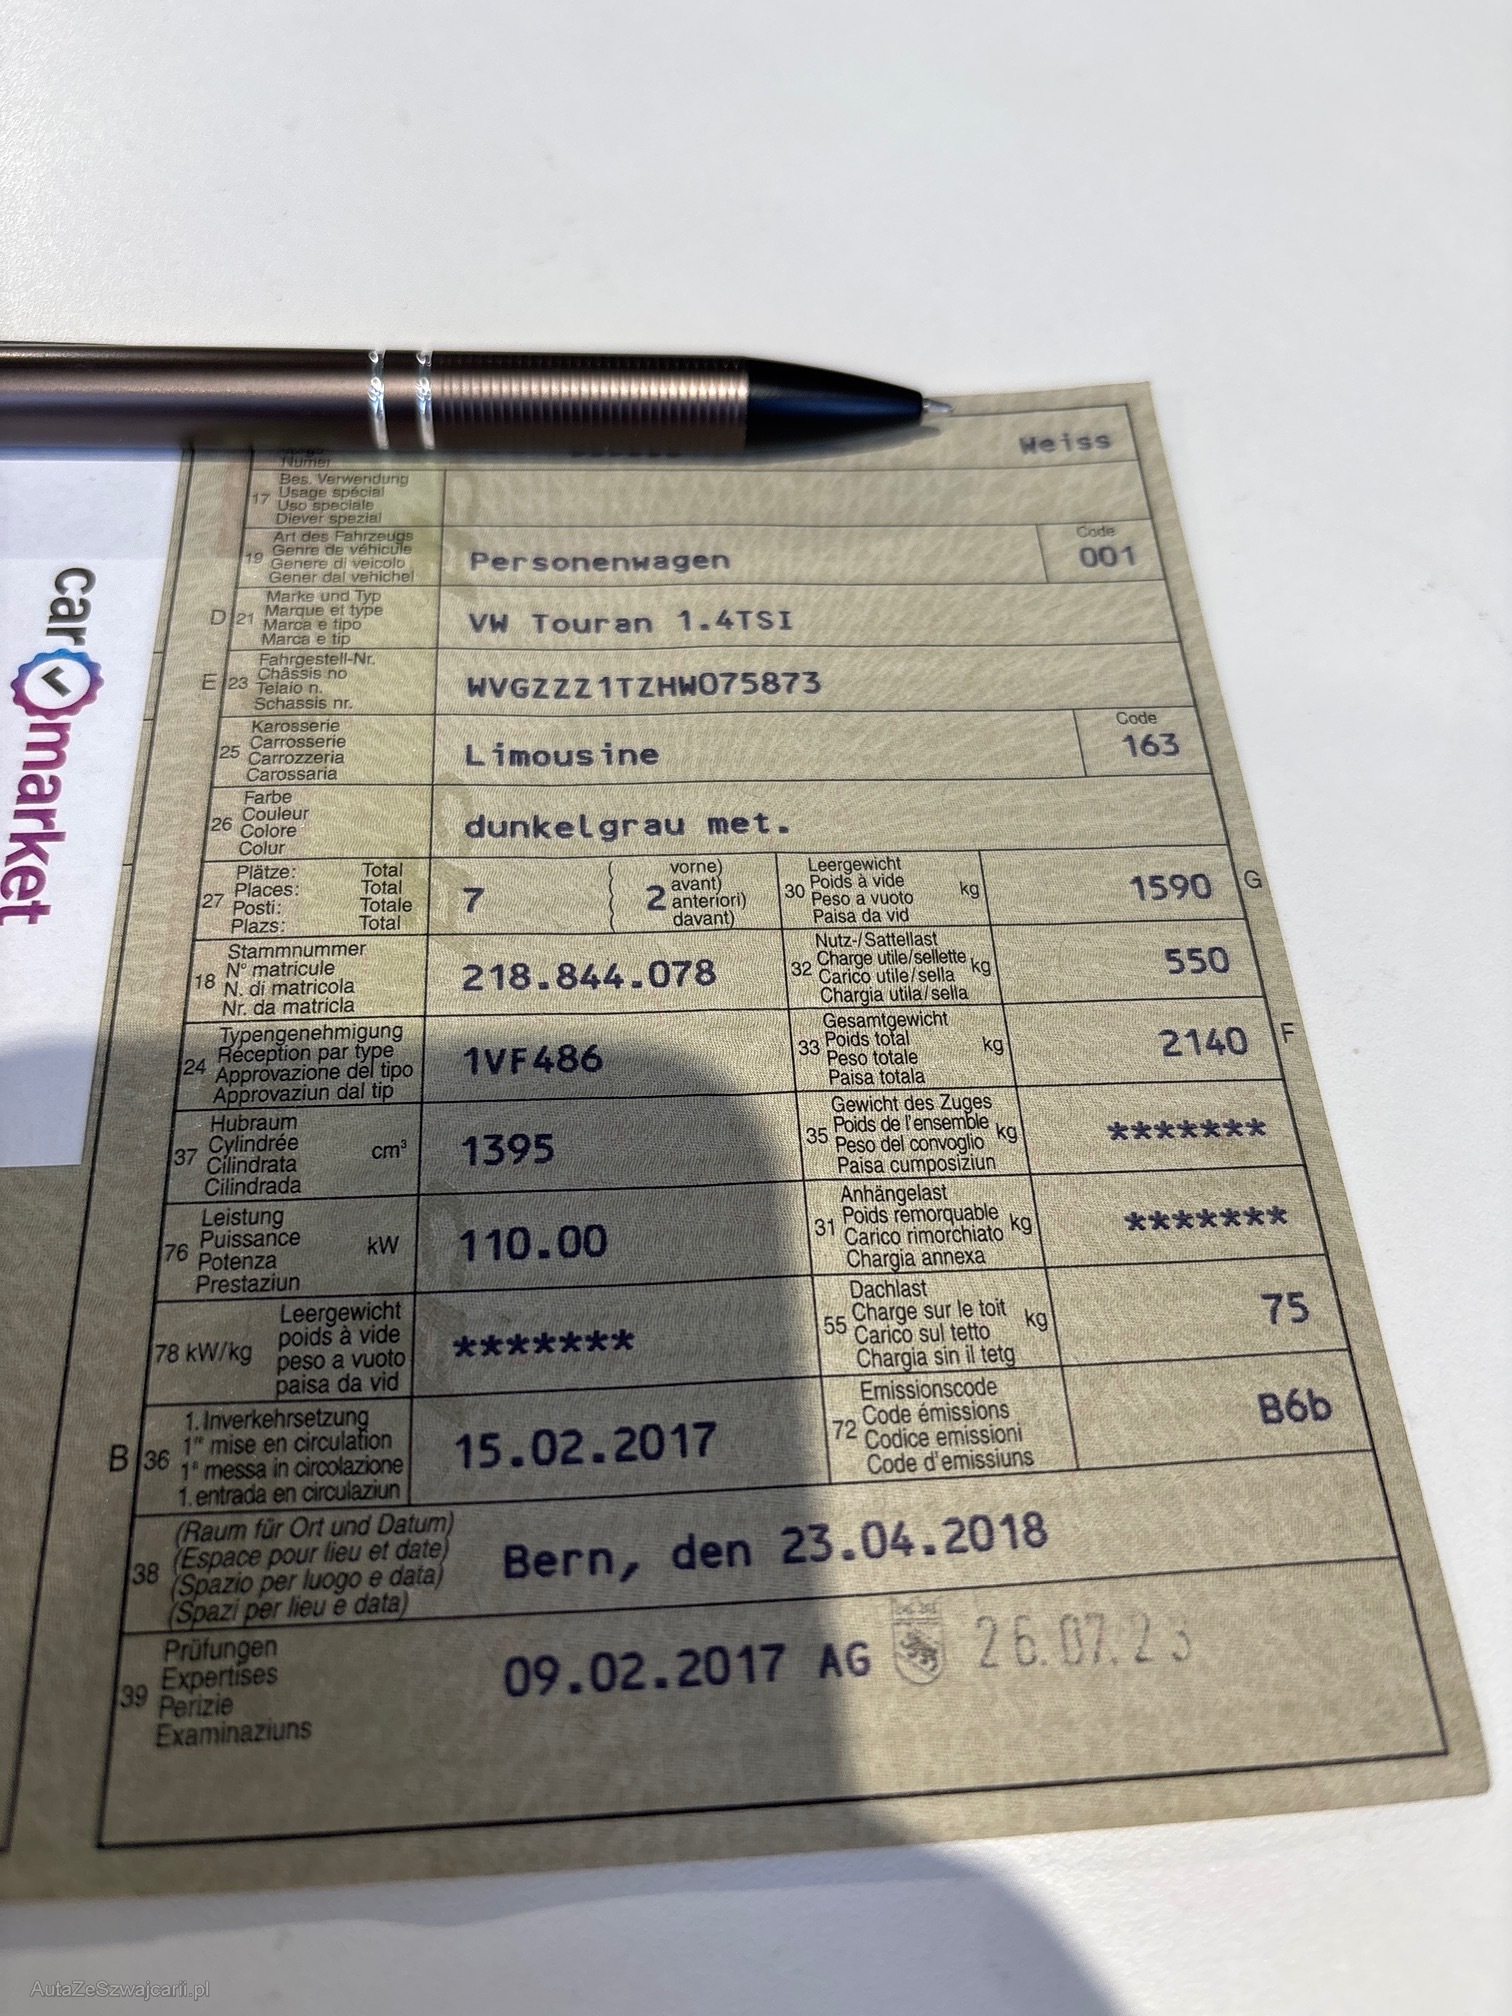 Numer
Weiss
17 Bes. Verwendung
Usage spécial
Uso speciale
Diever spezial
19 Art des Fahrzeugs
Genre de véhicule
Genere di veicolo
Gener dal vehichel
Personenwagen
Code
001
D 21 Marke und Typ
Marque et type
Marca e tipo
Marca e tip
VW Touran 1.4TSI
E 23 Fahrgestell-Nr.
Châssis no
Telaio n.
Schassis nr.
WVGZZZ1TZHW075873
25 Karosserie
Carrosserie
Carrozzeria
Carossaria
Limousine
Code
163
26 Farbe
Couleur
Colore
Colur
dunkelgrau met.
27 Plätze: Total
Places: Total
Posti: Totale
Plazs: Total
7
( vorne)
( 2 avant)
( anteriori)
( davant)
30 Leergewicht
Poids à vide
Peso a vuoto
Paisa da vid
kg
1590 G
18 Stammnummer
N° matricule
N. di matricola
Nr. da matricla
218.844.078
32 Nutz-/Sattellast
Charge utile/sellette
Carico utile/sella
Chargia utila/sella
kg
550
24 Typengenehmigung
Réception par type
Approvazione del tipo
Approvaziun dal tip
1VF486
33 Gesamtgewicht
Poids total
Peso totale
Paisa totala
kg
2140 F
37 Hubraum
Cylindrée
Cilindrata
Cilindrada
cm³
1395
35 Gewicht des Zuges
Poids de l'ensemble
Peso del convoglio
Paisa cumposiziun
kg
*******
76 Leistung
Puissance
Potenza
Prestaziun
kW
110.00
31 Anhängelast
Poids remorquable
Carico rimorchiato
Chargia annexa
kg
*******
78 kW/kg Leergewicht
poids à vide
peso a vuoto
paisa da vid
*******
55 Dachlast
Charge sur le toit
Carico sul tetto
Chargia sin il tetg
kg
75
B 36 1. Inverkehrsetzung
1re mise en circulation
1a messa in circolazione
1. entrada en circulaziun
15.02.2017
72 Emissionscode
Code émissions
Codice emissioni
Code d'emissiuns
B6b
38 (Raum für Ort und Datum)
(Espace pour lieu et date)
(Spazio per luogo e data)
(Spazi per lieu e data)
Bern, den 23.04.2018
39 Prüfungen
Expertises
Perizie
Examinaziuns
09.02.2017 AG 26.07.23
car market
AutaZeSzwajcarii.pl